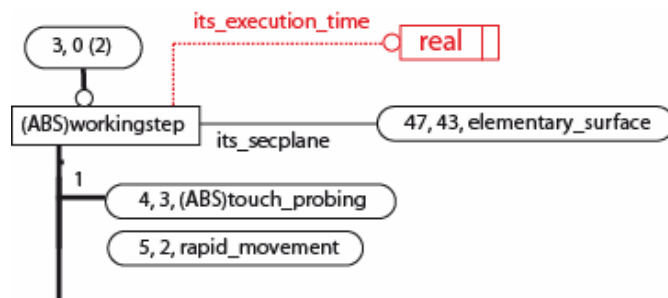 its_execution_time
3, 0 (2)
real
(ABS)workingstep
47, 43, elementary_surface
its_secplane
1
4, 3, (ABS)touch_probing
5, 2, rapid_movement